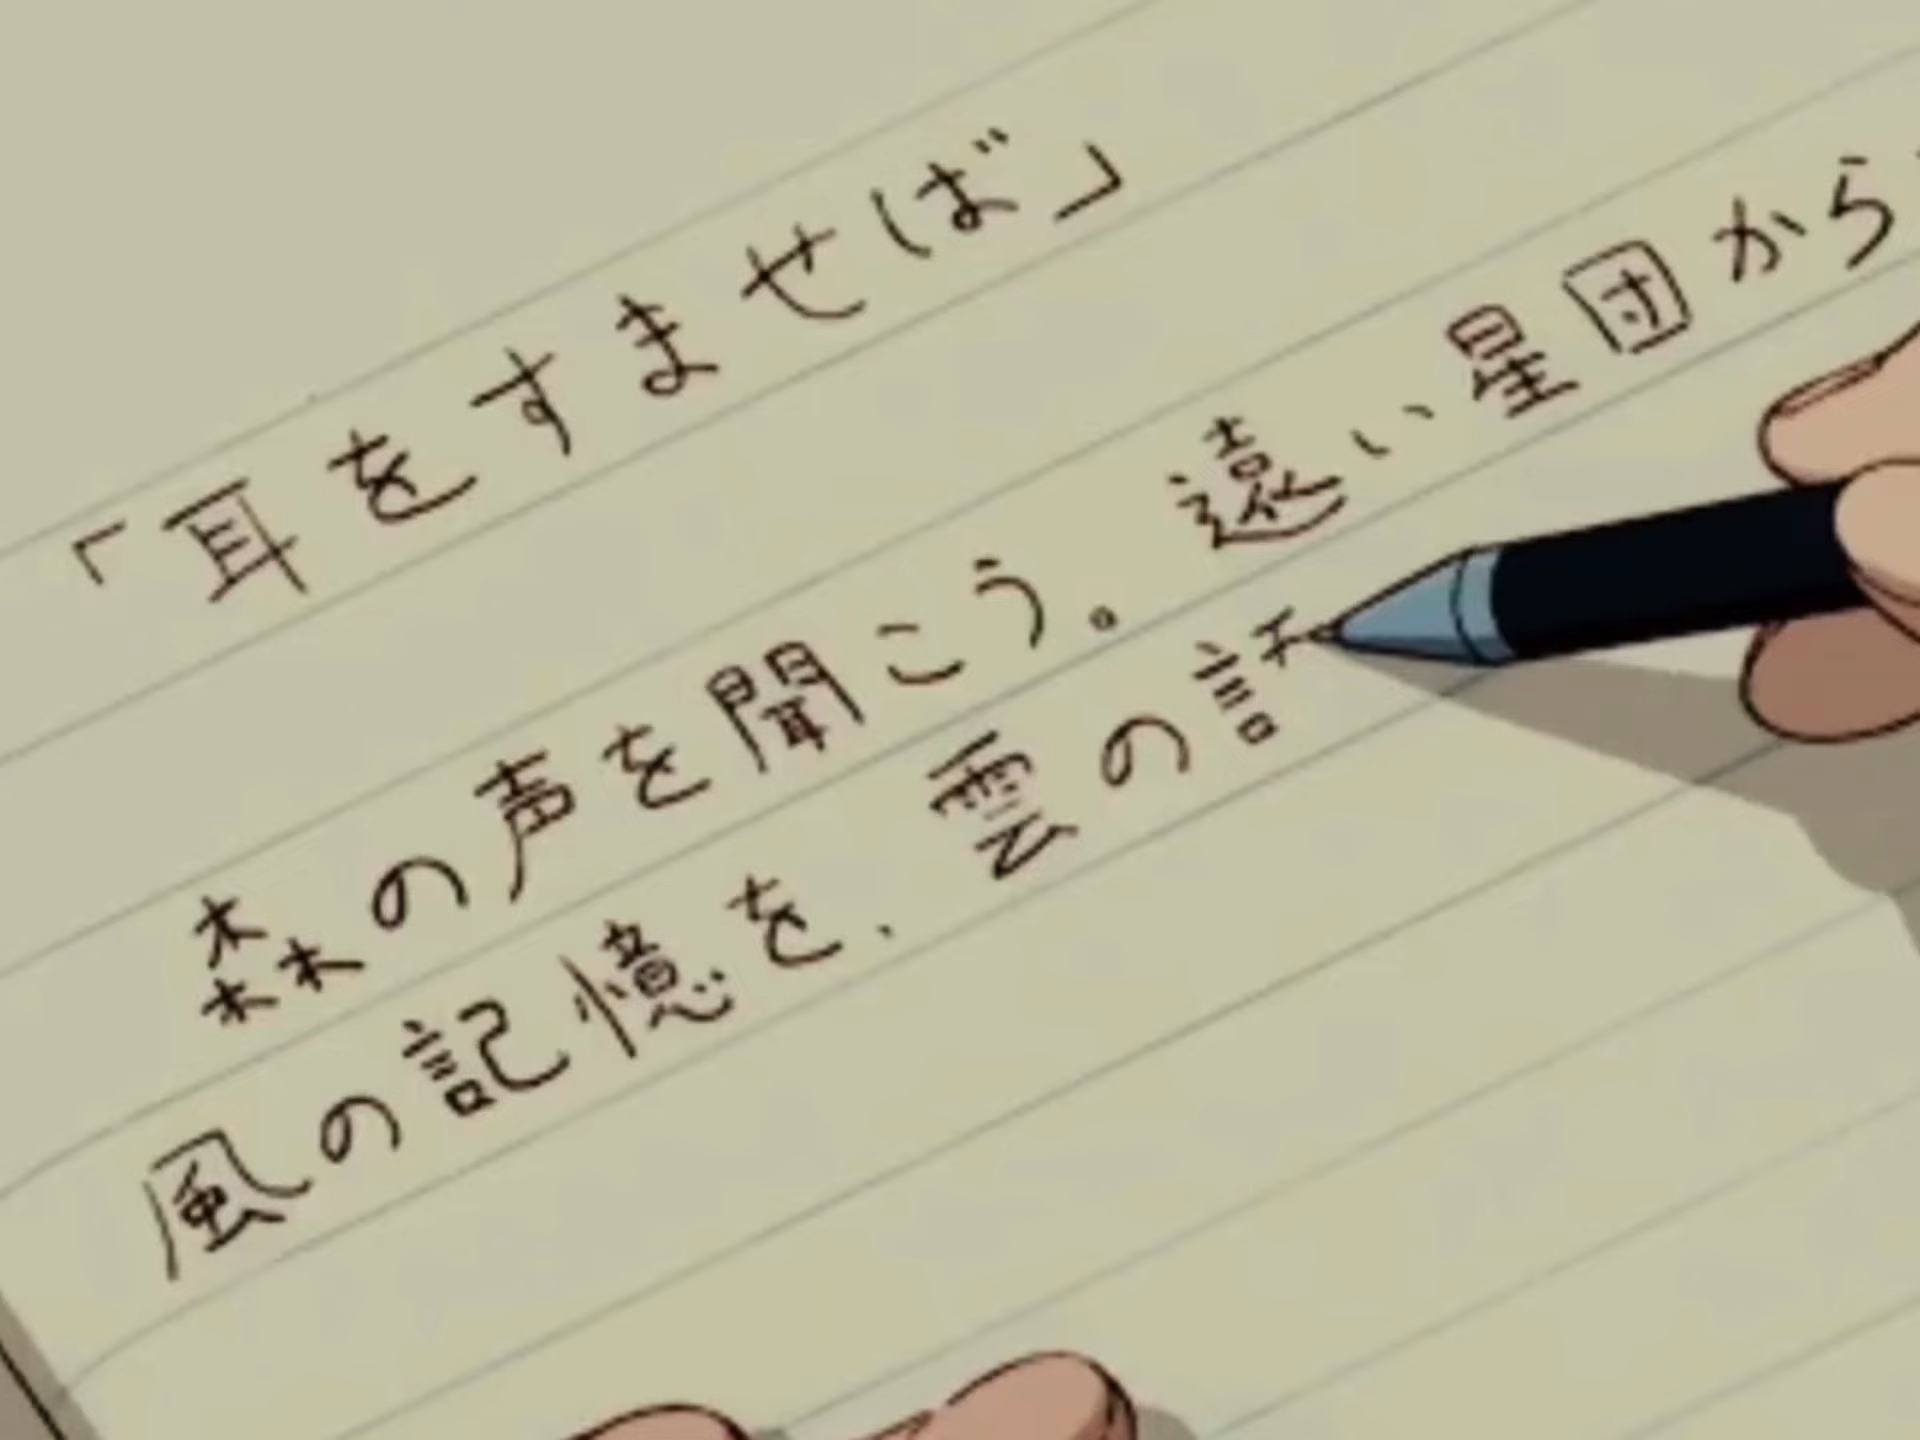 「耳をすませば」
森の声を聞こう。遠い星団から
風の記憶を、雲の話